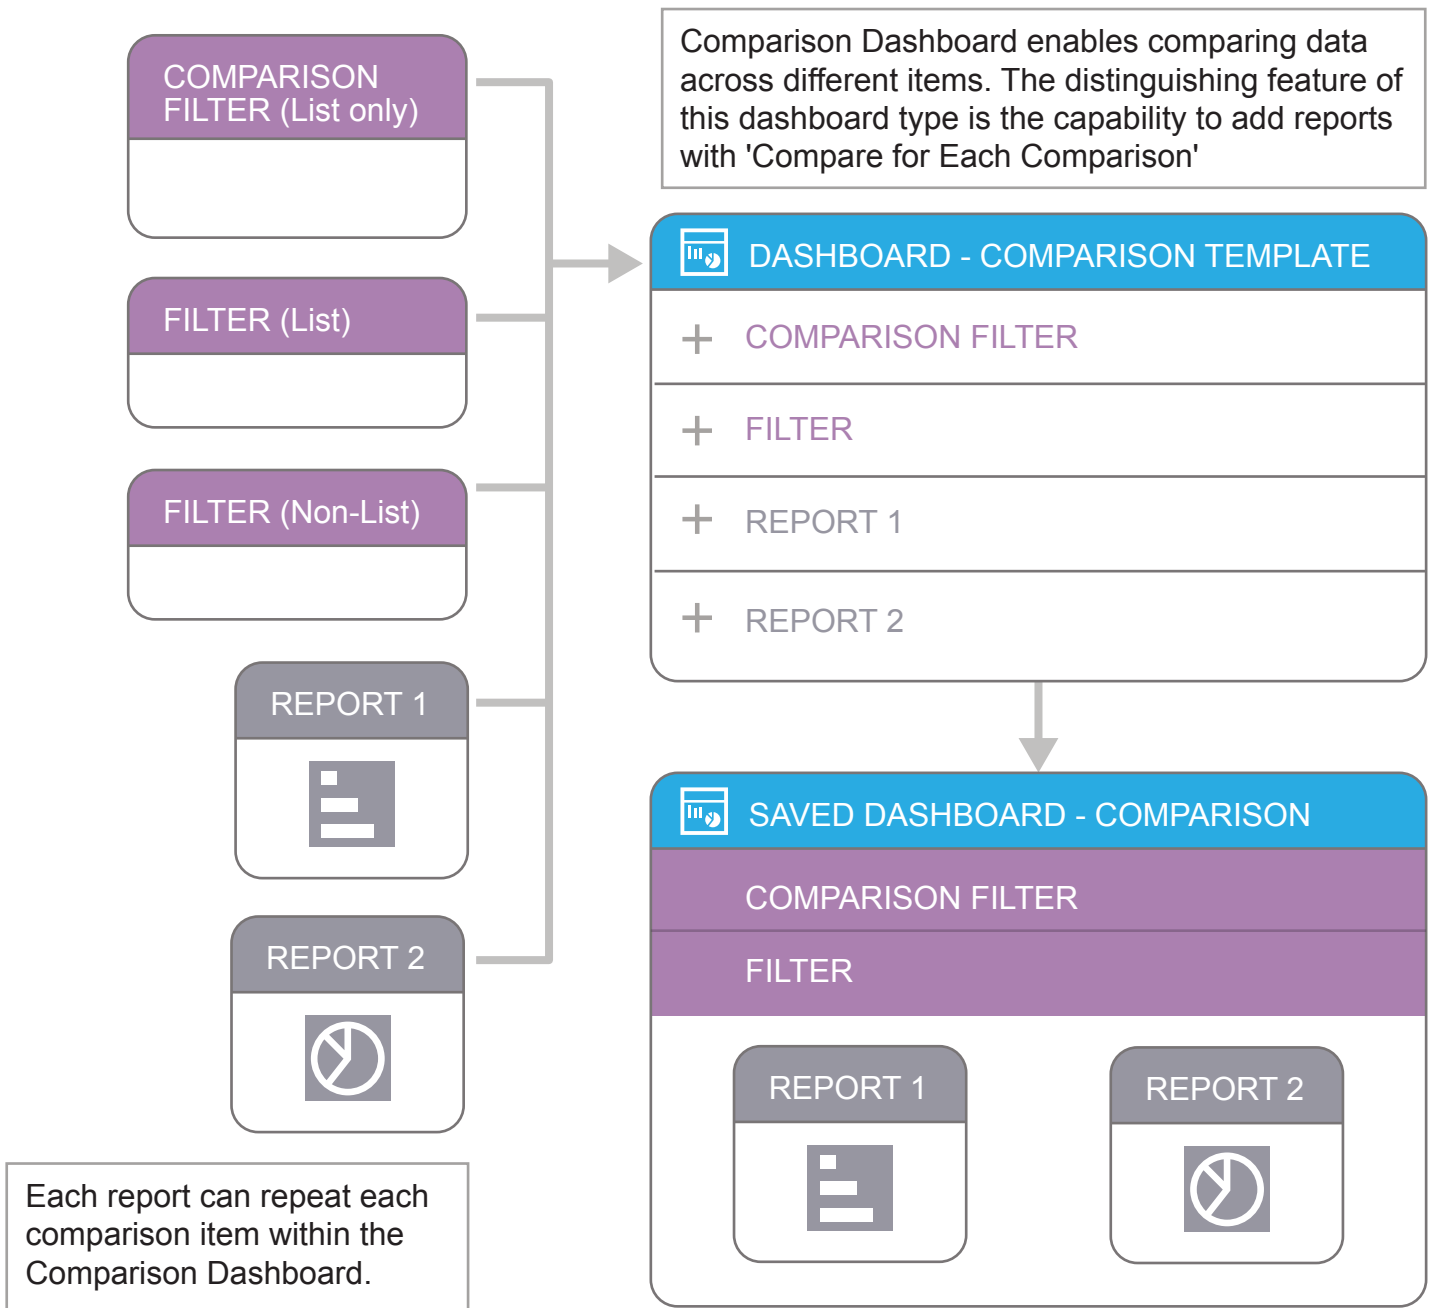 COMPARISON
FILTER (List only)
FILTER (List)
FILTER (Non-List)
REPORT 1
REPORT 2
Each report can repeat each
comparison item within the
Comparison Dashboard.
Comparison Dashboard enables comparing data
across different items. The distinguishing feature of
this dashboard type is the capability to add reports
with 'Compare for Each Comparison'
DASHBOARD - COMPARISON TEMPLATE
+ COMPARISON FILTER
+ FILTER
+ REPORT 1
+ REPORT 2
SAVED DASHBOARD - COMPARISON
COMPARISON FILTER
FILTER
REPORT 1
REPORT 2